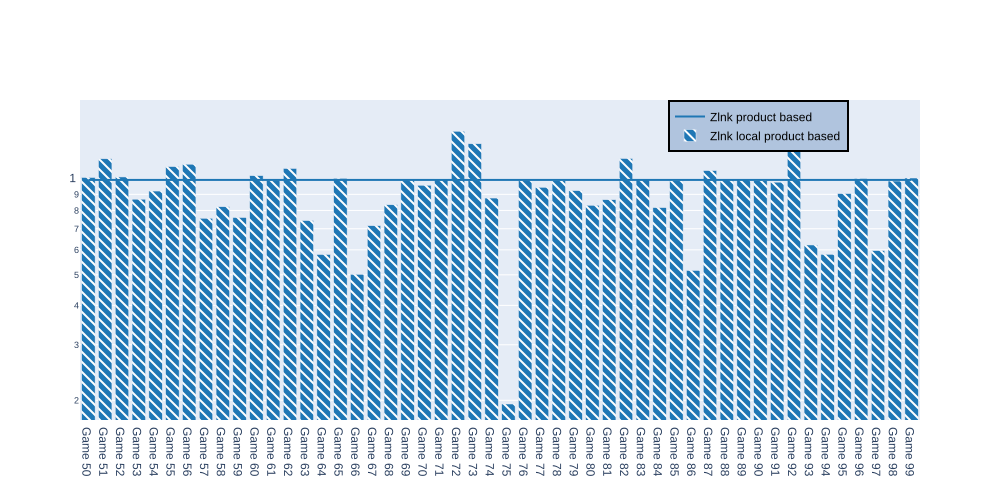 Zlnk product based
Zlnk local product based
1
9
8
7
6
5
4
3
2
Game 50
Game 51
Game 52
Game 53
Game 54
Game 55
Game 56
Game 57
Game 58
Game 59
Game 60
Game 61
Game 62
Game 63
Game 64
Game 65
Game 66
Game 67
Game 68
Game 69
Game 70
Game 71
Game 72
Game 73
Game 74
Game 75
Game 76
Game 77
Game 78
Game 79
Game 80
Game 81
Game 82
Game 83
Game 84
Game 85
Game 86
Game 87
Game 88
Game 89
Game 90
Game 91
Game 92
Game 93
Game 94
Game 95
Game 96
Game 97
Game 98
Game 99